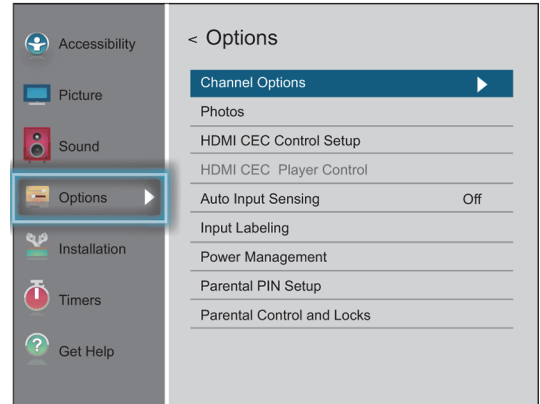 Accessibility
Picture
Sound
Options
Installation
Timers
Get Help
< Options
Channel Options
Photos
HDMI CEC Control Setup
HDMI CEC Player Control
Auto Input Sensing Off
Input Labeling
Power Management
Parental PIN Setup
Parental Control and Locks